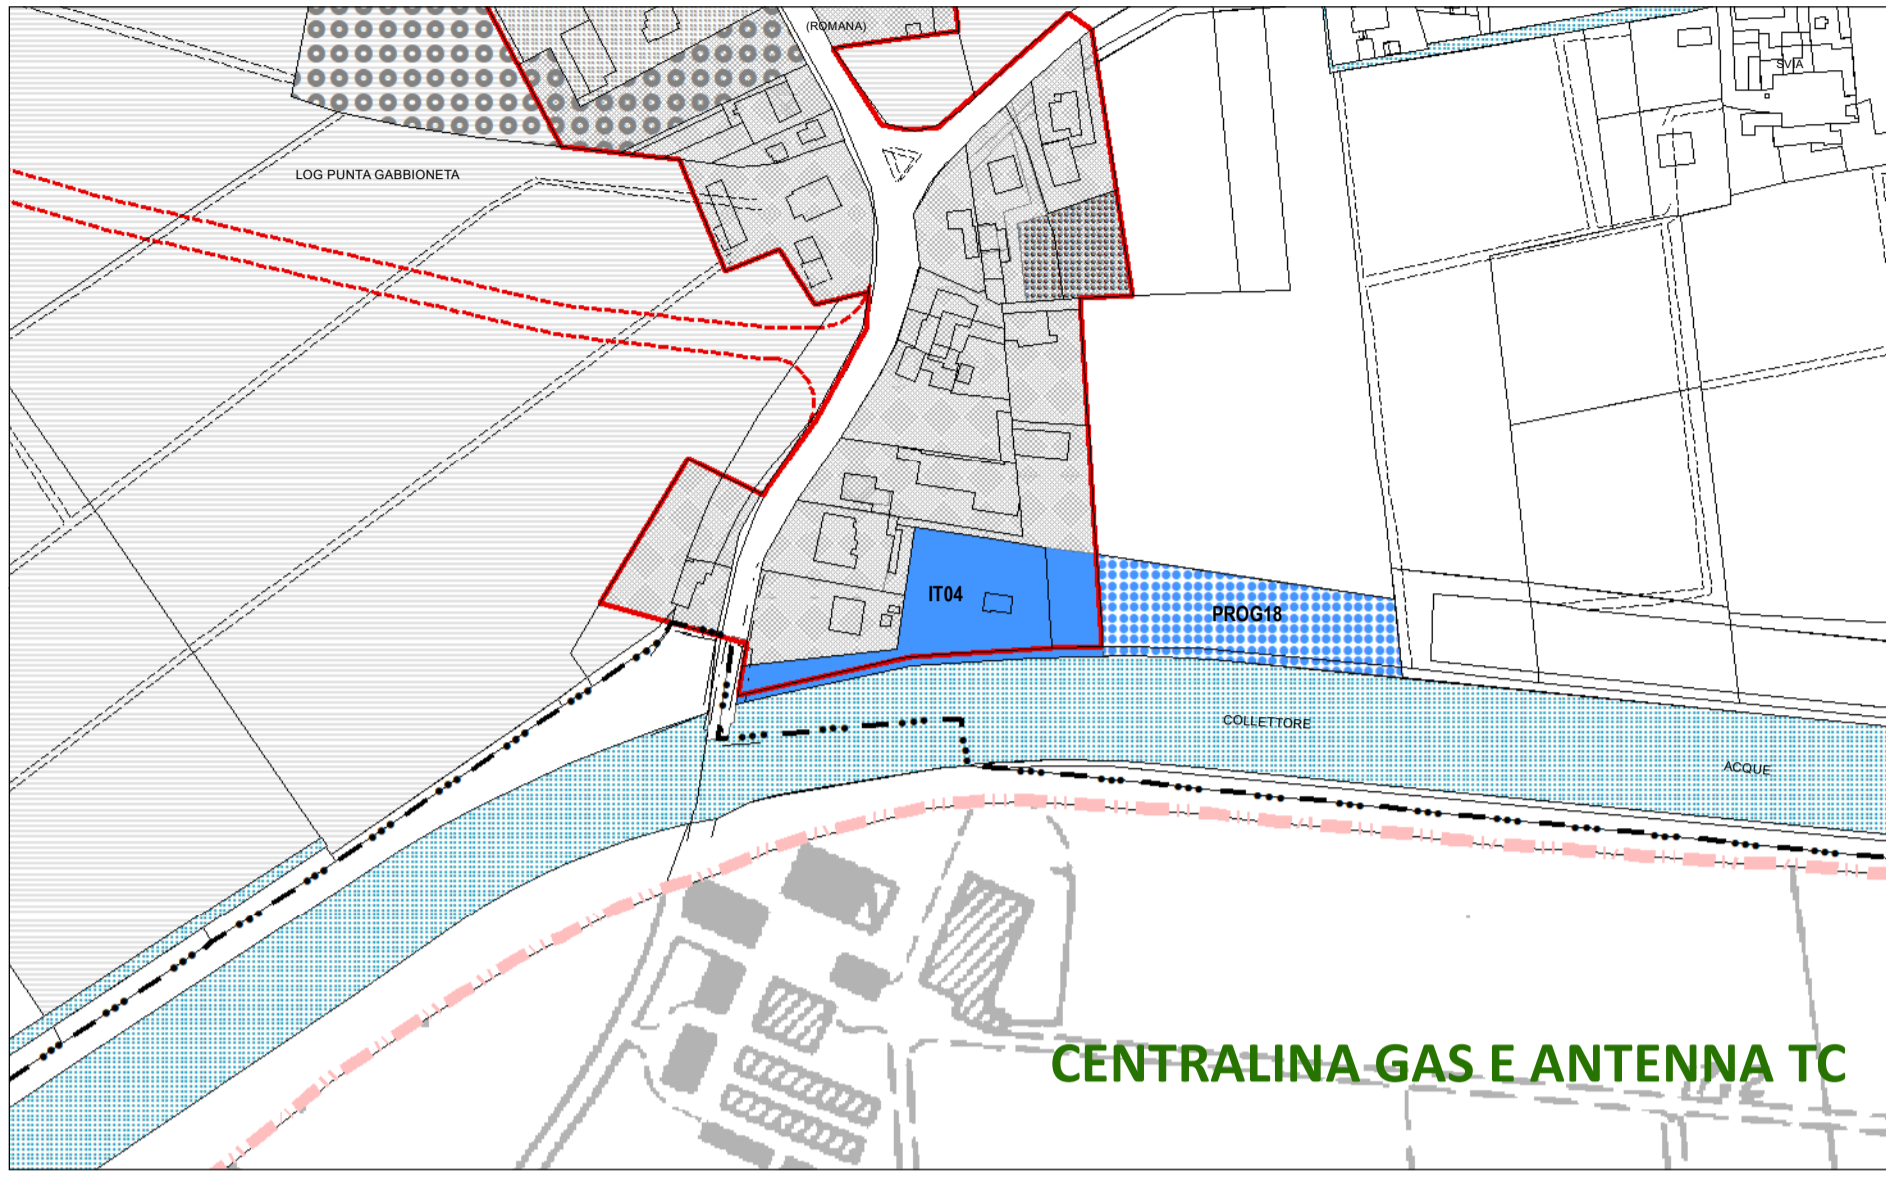 (ROMANA)
SVIA
LOG PUNTA GABBIONETA
IT04
PROG18
COLLETTORE
ACQUE
CENTRALINA GAS E ANTENNA TC